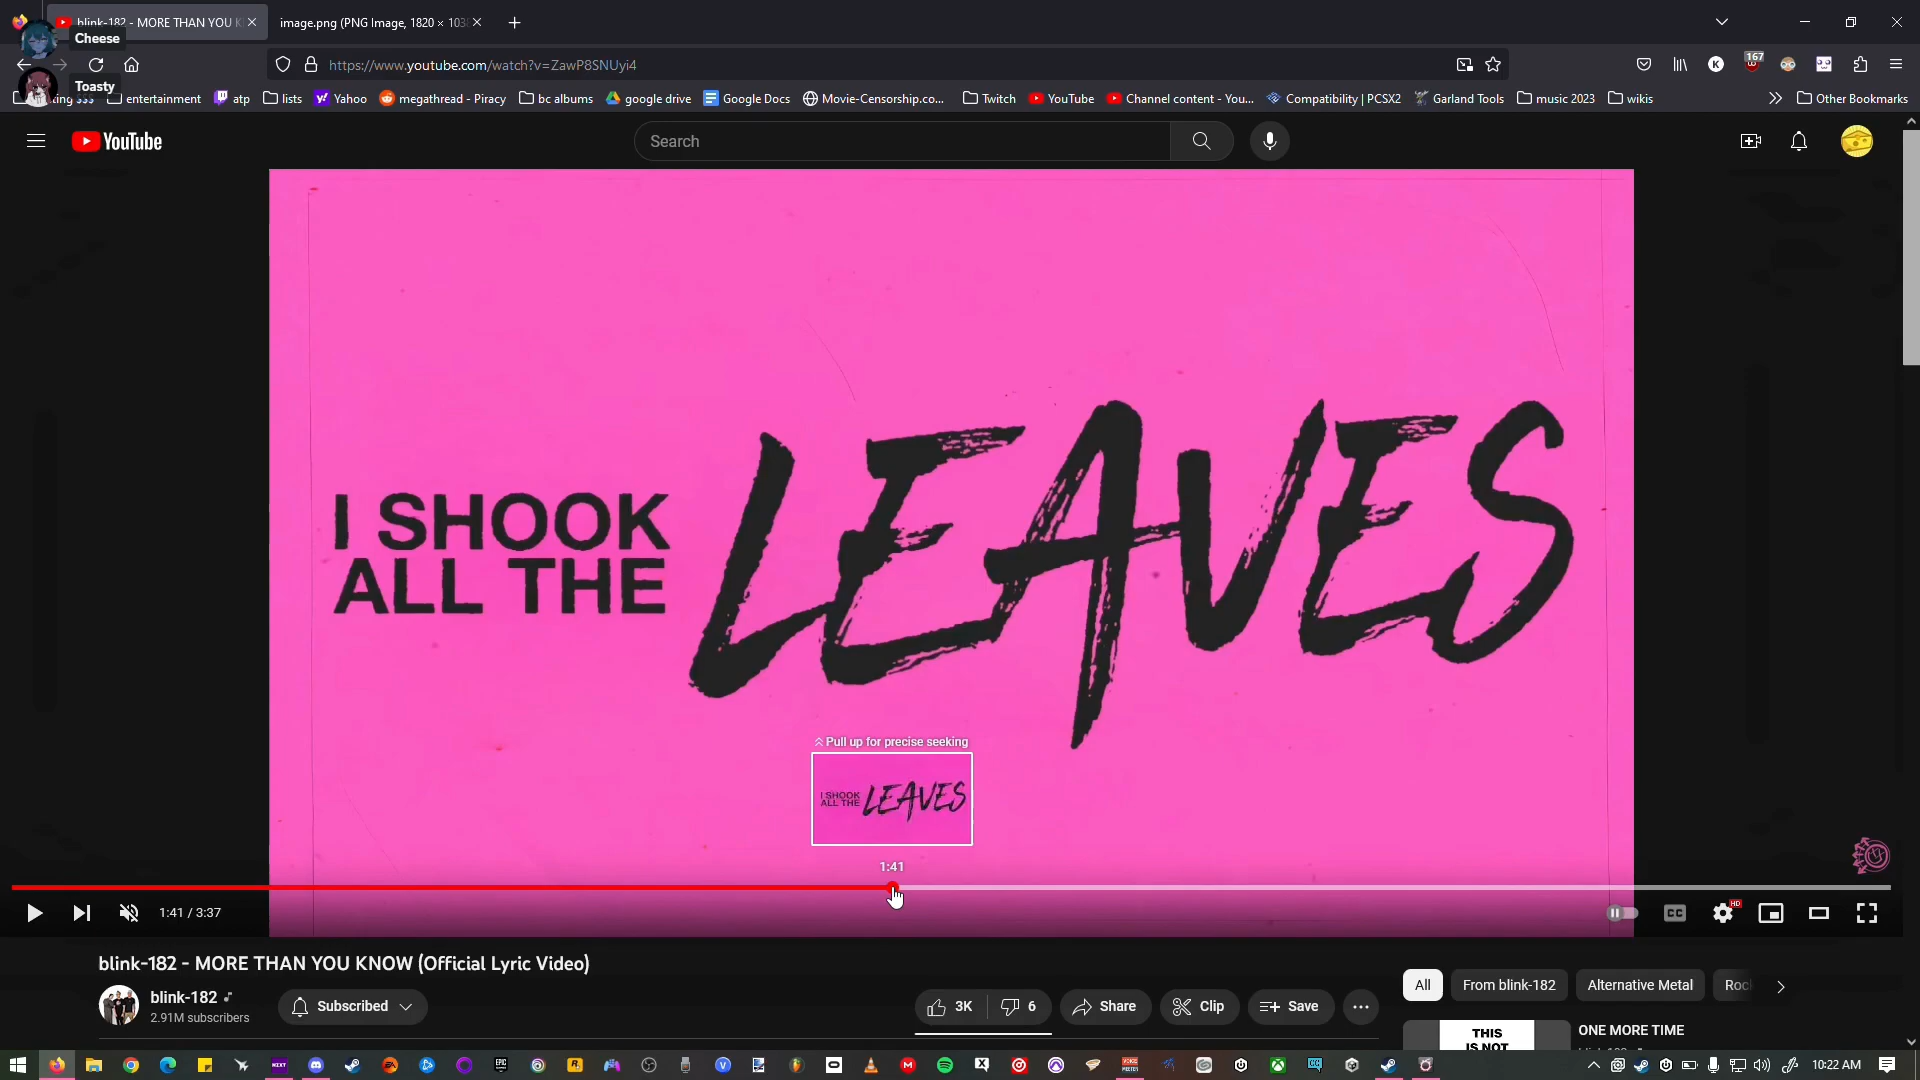 blink-182 - MORE THAN YOU K
image.png (PNG Image, 1820 × 103
Cheese
Toasty
https://www.youtube.com/watch?v=ZawP8SNUyi4
167
K
entertainment
atp
lists
Yahoo
megathread - Piracy
bc albums
google drive
Google Docs
Movie-Censorship.co...
Twitch
YouTube
Channel content - You...
Compatibility | PCSX2
Garland Tools
music 2023
wikis
Other Bookmarks
YouTube
Search
I SHOOK
ALL THE
LEAVES
Pull up for precise seeking
I SHOOK
ALL THE
LEAVES
1:41
1:41 / 3:37
CC
HD
blink-182 - MORE THAN YOU KNOW (Official Lyric Video)
blink-182
2.91M subscribers
Subscribed
3K
6
Share
Clip
Save
All
From blink-182
Alternative Metal
Roc
THIS
IS NOT
ONE MORE TIME
10:22 AM